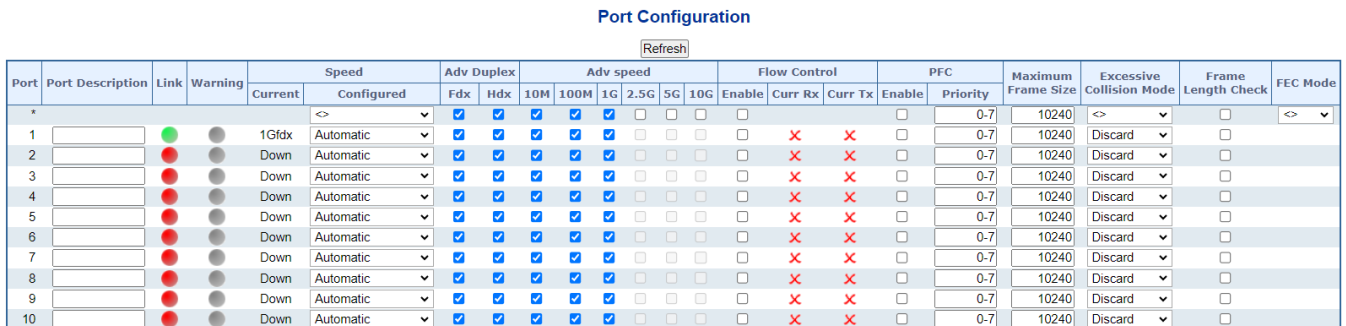 Port Configuration
Refresh
Port Port Description Link Warning Speed Adv Duplex Adv speed Flow Control PFC Maximum Frame Size Excessive Collision Mode Frame Length Check FEC Mode
Current Configured Fdx Hdx 10M 100M 1G 2.5G 5G 10G Enable Curr Rx Curr Tx Enable Priority
* <> 0-7 10240 <> <>
1 1Gfdx Automatic 0-7 10240 Discard
2 Down Automatic 0-7 10240 Discard
3 Down Automatic 0-7 10240 Discard
4 Down Automatic 0-7 10240 Discard
5 Down Automatic 0-7 10240 Discard
6 Down Automatic 0-7 10240 Discard
7 Down Automatic 0-7 10240 Discard
8 Down Automatic 0-7 10240 Discard
9 Down Automatic 0-7 10240 Discard
10 Down Automatic 0-7 10240 Discard